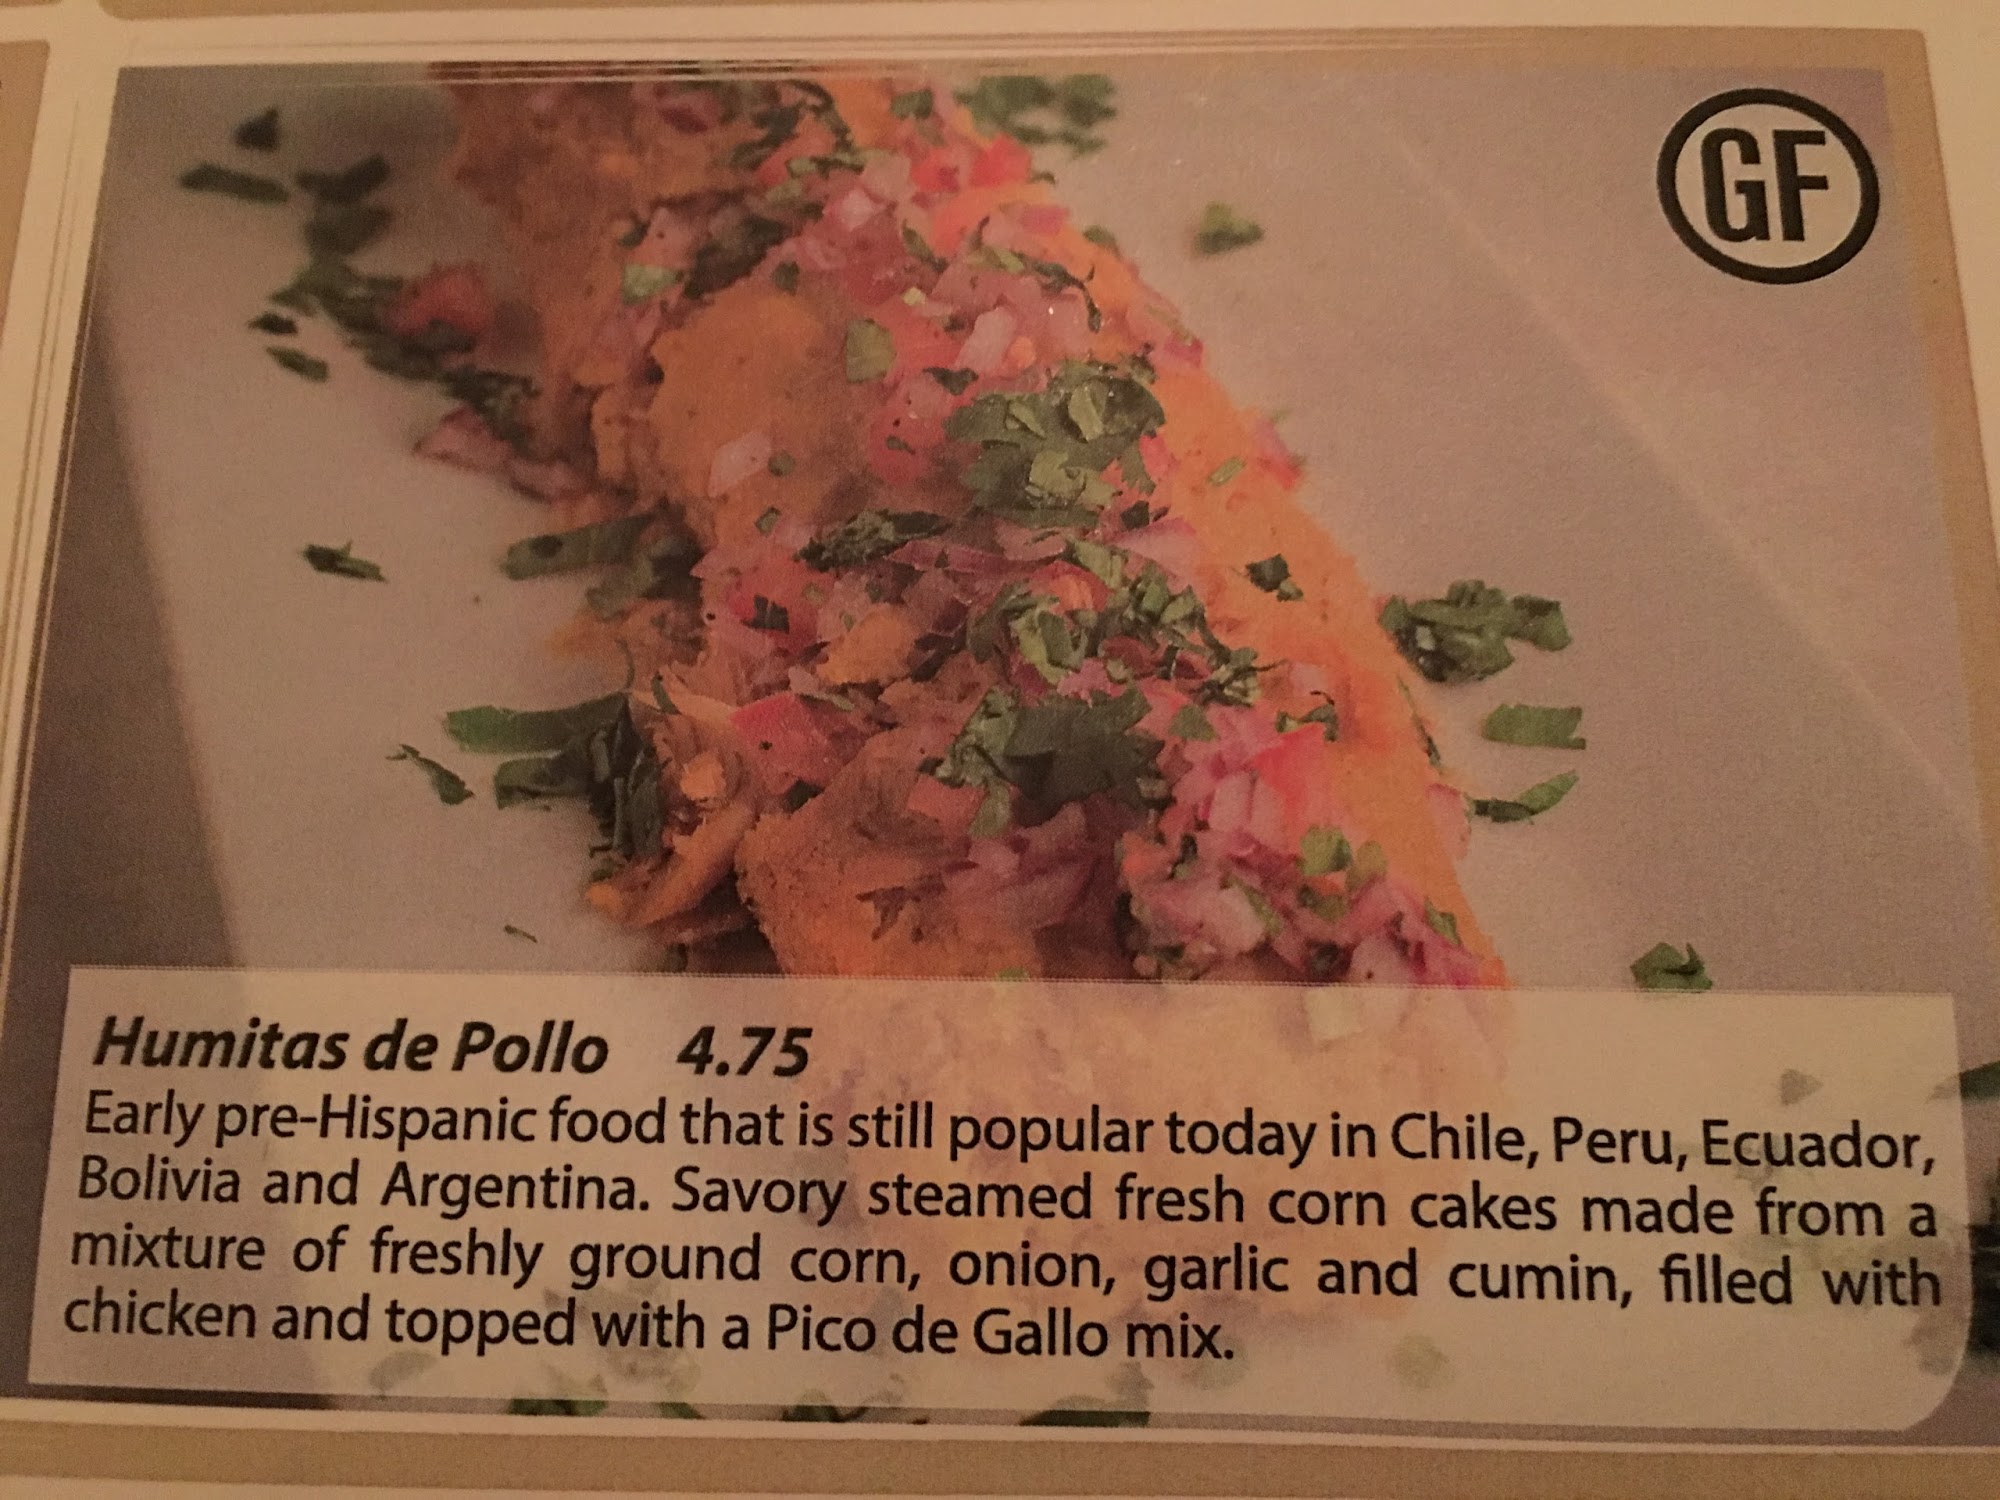 GF
Humitas de Pollo 4.75
Early pre-Hispanic food that is still popular today in Chile, Peru, Ecuador,
Bolivia and Argentina. Savory steamed fresh corn cakes made from a
mixture of freshly ground corn, onion, garlic and cumin, filled with
chicken and topped with a Pico de Gallo mix.